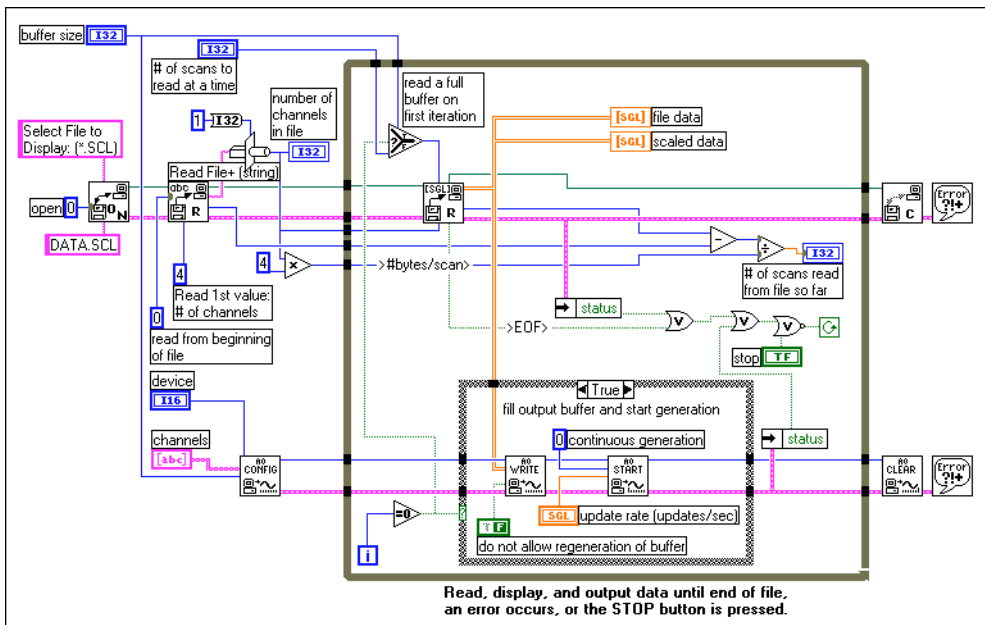 buffer size
I32
I32
# of scans to
read at a time
number of
channels
in file
read a full
buffer on
first iteration
1
I32
I32
[SGL]
file data
[SGL]
scaled data
Select File to
Display: (*.SCL)
Read File+ (string)
abc
R
[SGL]
R
open
0
O
N
C
Error
?!+
DATA.SCL
4
>#bytes/scan>
I32
# of scans read
from file so far
4
Read 1st value:
# of channels
0
read from beginning
of file
status
>EOF>
V
V
V
stop
TF
device
I16
True
fill output buffer and start generation
channels
[abc]
0
continuous generation
status
AO
CONFIG
AO
WRITE
AO
START
AO
CLEAR
Error
?!+
SGL
update rate (updates/sec)
=0
?
F
do not allow regeneration of buffer
i
Read, display, and output data until end of file,
an error occurs, or the STOP button is pressed.